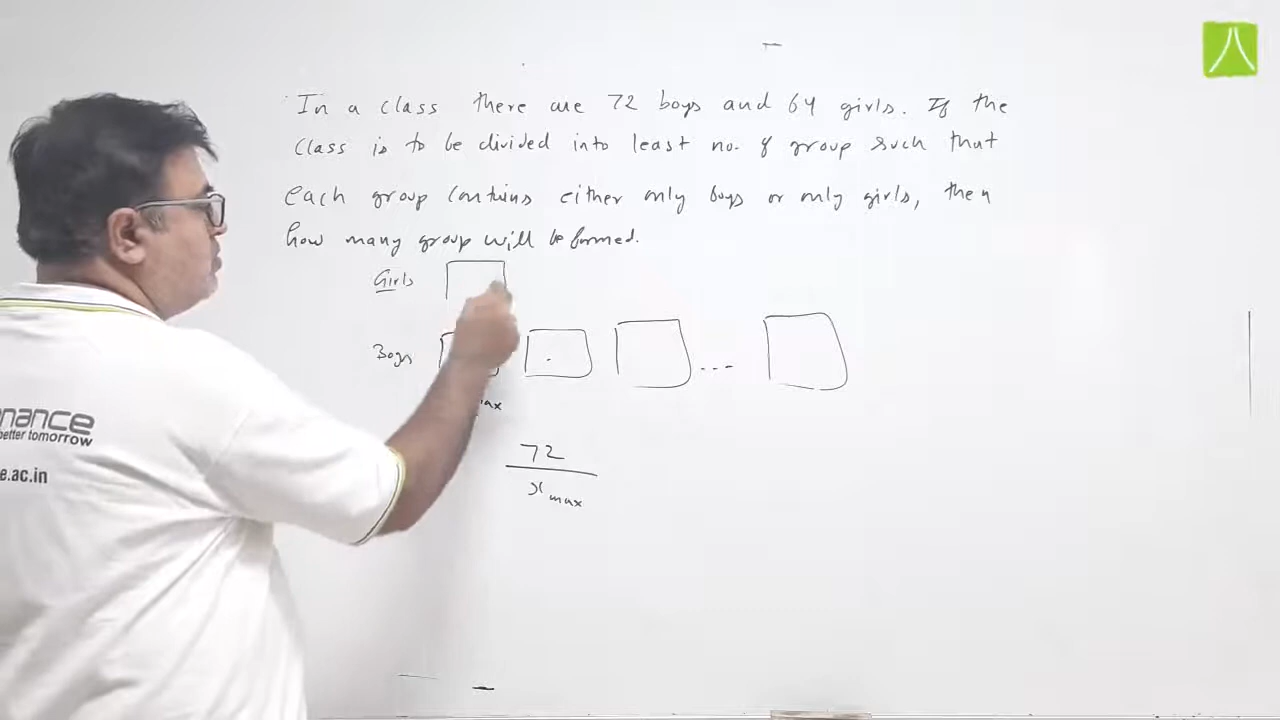 In a class there are 72 boys and 64 girls. If the
class is to be divided into least no. of group such that
each group contains either only boys or only girls, then
how many group will be formed.
Girls
Boys
72
x max
nance
better tomorrow
e.ac.in